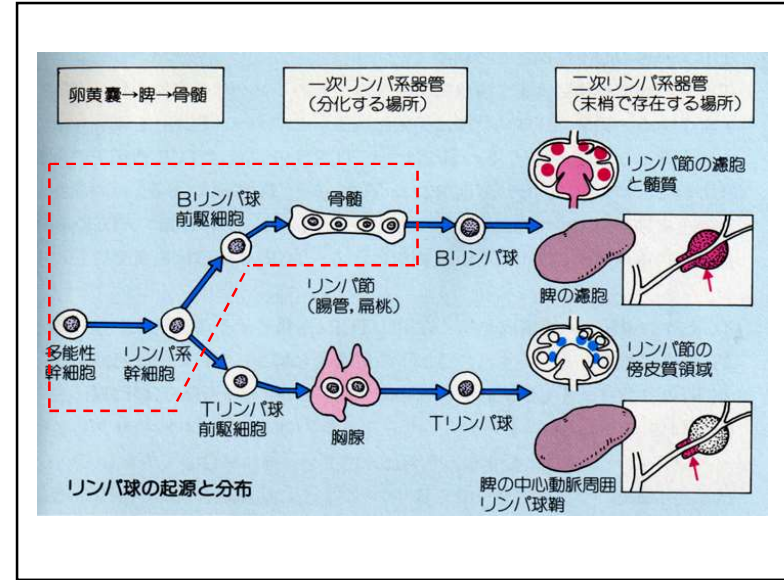 卵黄嚢→脾→骨髄
一次リンパ系器管
(分化する場所)
二次リンパ系器管
(末梢で存在する場所)
Bリンパ球
前駆細胞
骨髄
Bリンパ球
リンパ節の濾胞
と髄質
脾の濾胞
リンパ節
(腸管,扁桃)
多能性
幹細胞
リンパ系
幹細胞
Tリンパ球
前駆細胞
胸腺
Tリンパ球
リンパ節の
傍皮質領域
脾の中心動脈周囲
リンパ球鞘
リンパ球の起源と分布